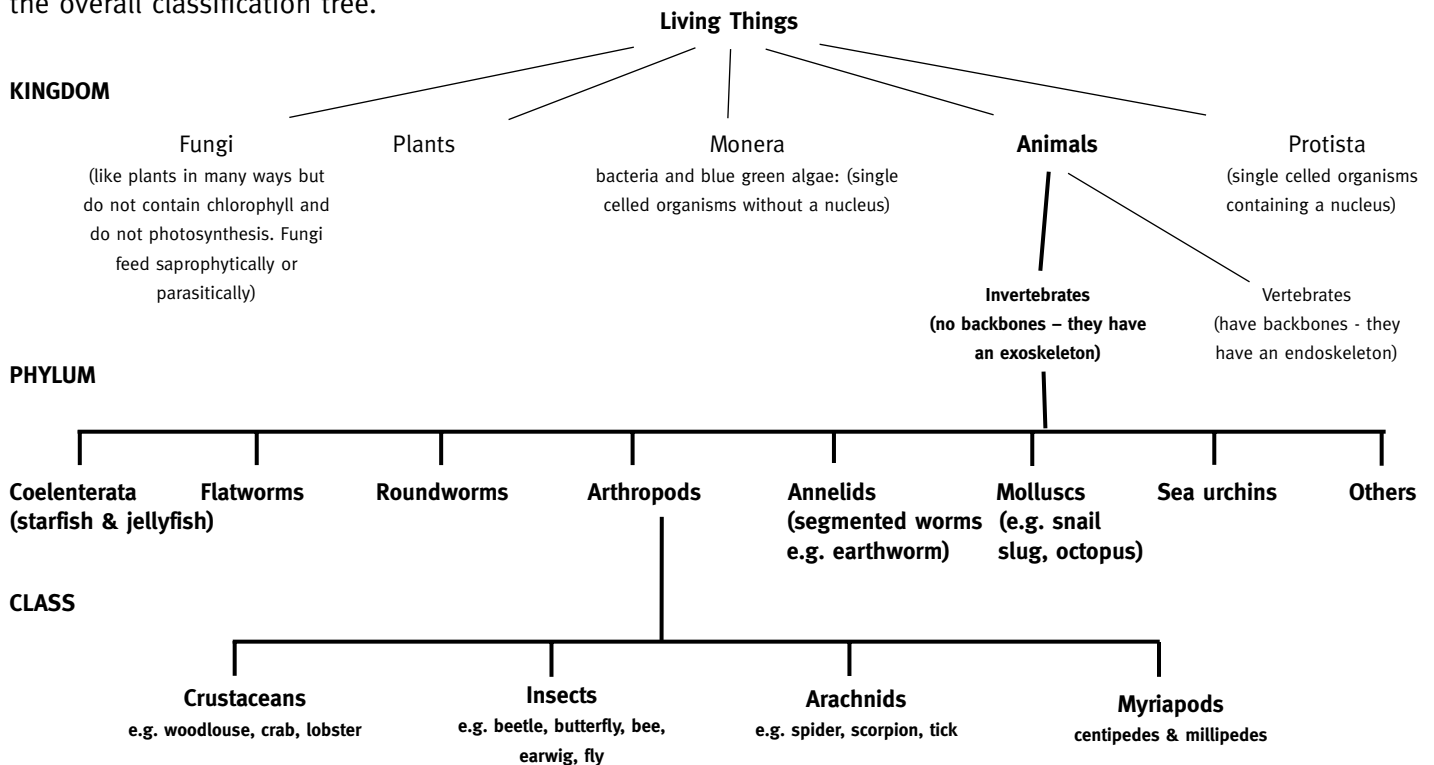 the overall classification tree.
Living Things
KINGDOM
Fungi
(like plants in many ways but
do not contain chlorophyll and
do not photosynthesis. Fungi
feed saprophytically or
parasitically)
Plants
Monera
bacteria and blue green algae: (single
celled organisms without a nucleus)
Animals
Protista
(single celled organisms
containing a nucleus)
Invertebrates
(no backbones – they have
an exoskeleton)
Vertebrates
(have backbones - they
have an endoskeleton)
PHYLUM
Coelenterata
(starfish & jellyfish)
Flatworms
Roundworms
Arthropods
Annelids
(segmented worms
e.g. earthworm)
Molluscs
(e.g. snail
slug, octopus)
Sea urchins
Others
CLASS
Crustaceans
e.g. woodlouse, crab, lobster
Insects
e.g. beetle, butterfly, bee,
earwig, fly
Arachnids
e.g. spider, scorpion, tick
Myriapods
centipedes & millipedes